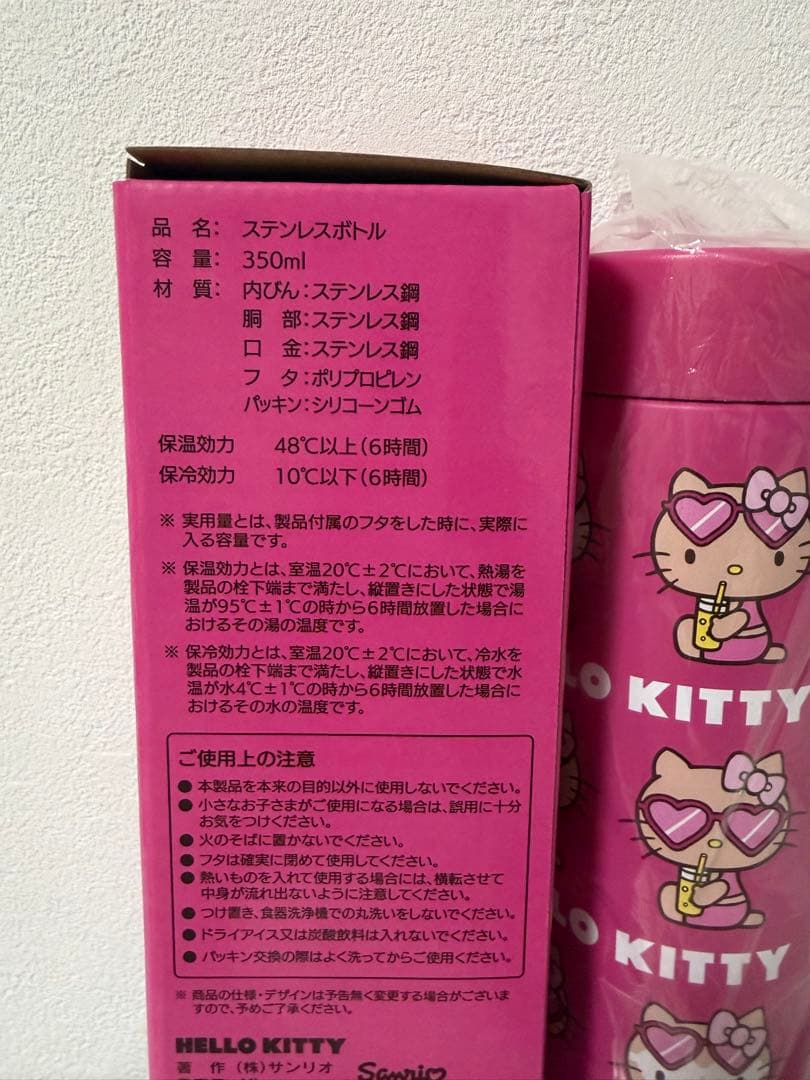 品 名: ステンレスボトル
容 量: 350ml
材 質: 内びん:ステンレス鋼
胴 部:ステンレス鋼
口 金:ステンレス鋼
フ タ:ポリプロピレン
パッキン:シリコーンゴム
保温効力 48℃以上(6時間)
保冷効力 10℃以下(6時間)
※ 実用量とは、製品付属のフタをした時に、実際に
入る容量です。
※ 保温効力とは、室温20℃±2℃において、熱湯を
製品の栓下端まで満たし、縦置きにした状態で湯
温が95℃±1℃の時から6時間放置した場合に
おけるその湯の温度です。
※ 保冷効力とは、室温20℃±2℃において、冷水を
製品の栓下端まで満たし、縦置きにした状態で水
温が水4℃±1℃の時から6時間放置した場合に
おけるその水の温度です。
ご使用上の注意
● 本製品を本来の目的以外に使用しないでください。
● 小さなお子さまがご使用になる場合は、誤用に十分
お気をつけください。
● 火のそばに置かないでください。
● フタは確実に閉めて使用してください。
● 熱いものを入れて使用する場合には、横転させて
中身が流れ出ないように注意してください。
● つけ置き、食器洗浄機での丸洗いをしないでください。
● ドライアイス又は炭酸飲料は入れないでください。
● パッキン交換の際はよく洗ってからご使用ください。
※ 商品の仕様・デザインは予告無く変更する場合がございま
すので、予めご了承ください。
HELLO KITTY
著 作 (株)サンリオ
Sanrio
LO KITTY
LO KITTY